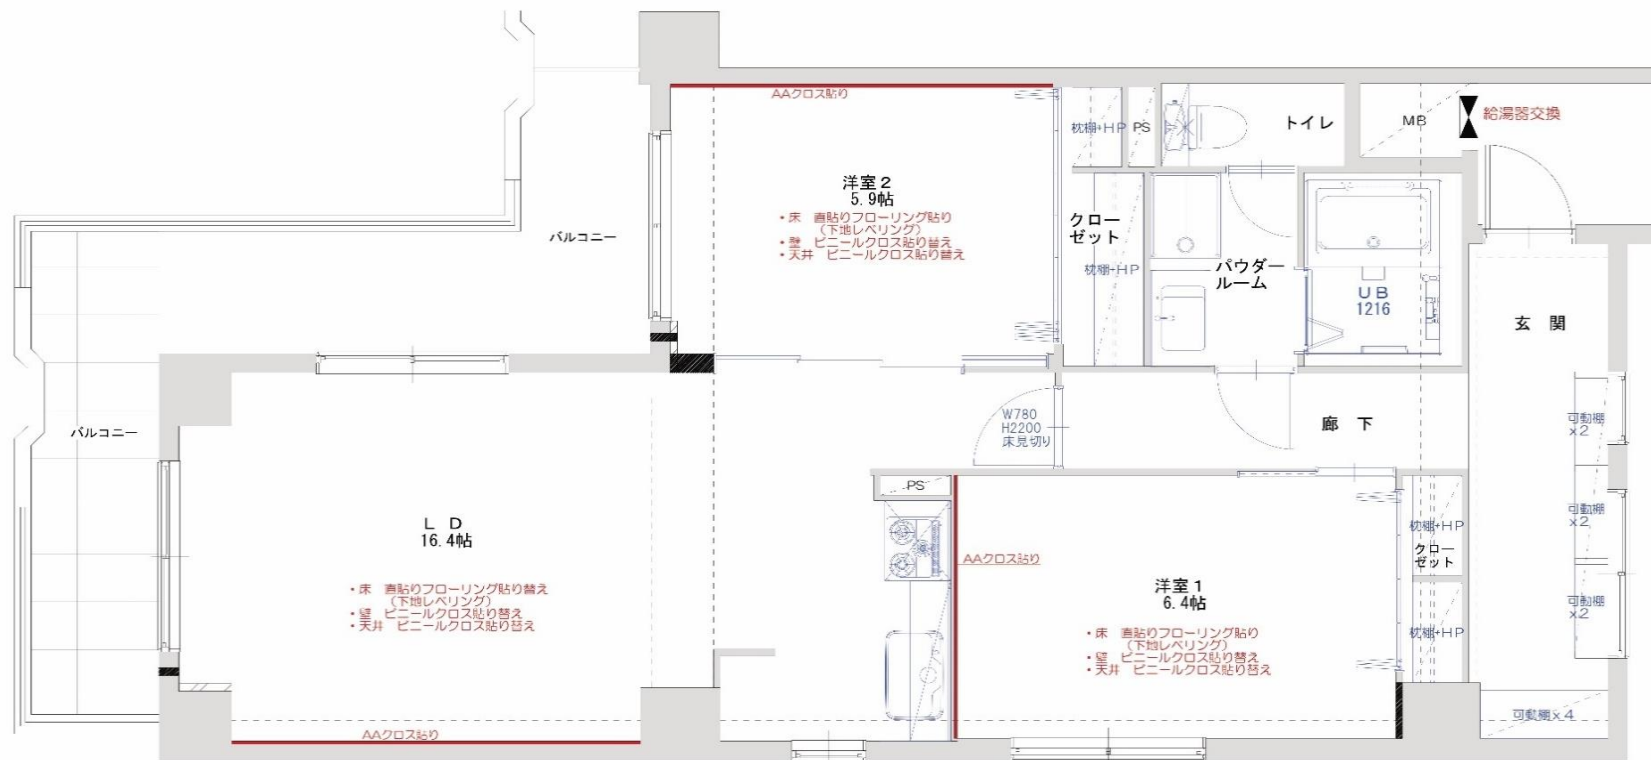 AAクロス貼り
枕棚+HP
PS
トイレ
MB
給湯器交換
洋室2
5.9帖
・床 直貼りフローリング貼り
(下地レベリング)
・壁 ビニールクロス貼り替え
・天井 ビニールクロス貼り替え
クロー
ゼット
枕棚+HP
パウダー
ルーム
UB
1216
バルコニー
玄 関
バルコニー
W780
H2200
床見切り
廊 下
可動棚
×2
PS
LD
16.4帖
・床 直貼りフローリング貼り替え
(下地レベリング)
・壁 ビニールクロス貼り替え
・天井 ビニールクロス貼り替え
AAクロス貼り
洋室1
6.4帖
・床 直貼りフローリング貼り
(下地レベリング)
・壁 ビニールクロス貼り替え
・天井 ビニールクロス貼り替え
枕棚+HP
クロー
ゼット
枕棚+HP
可動棚
×2
可動棚
×2
可動棚×4
AAクロス貼り